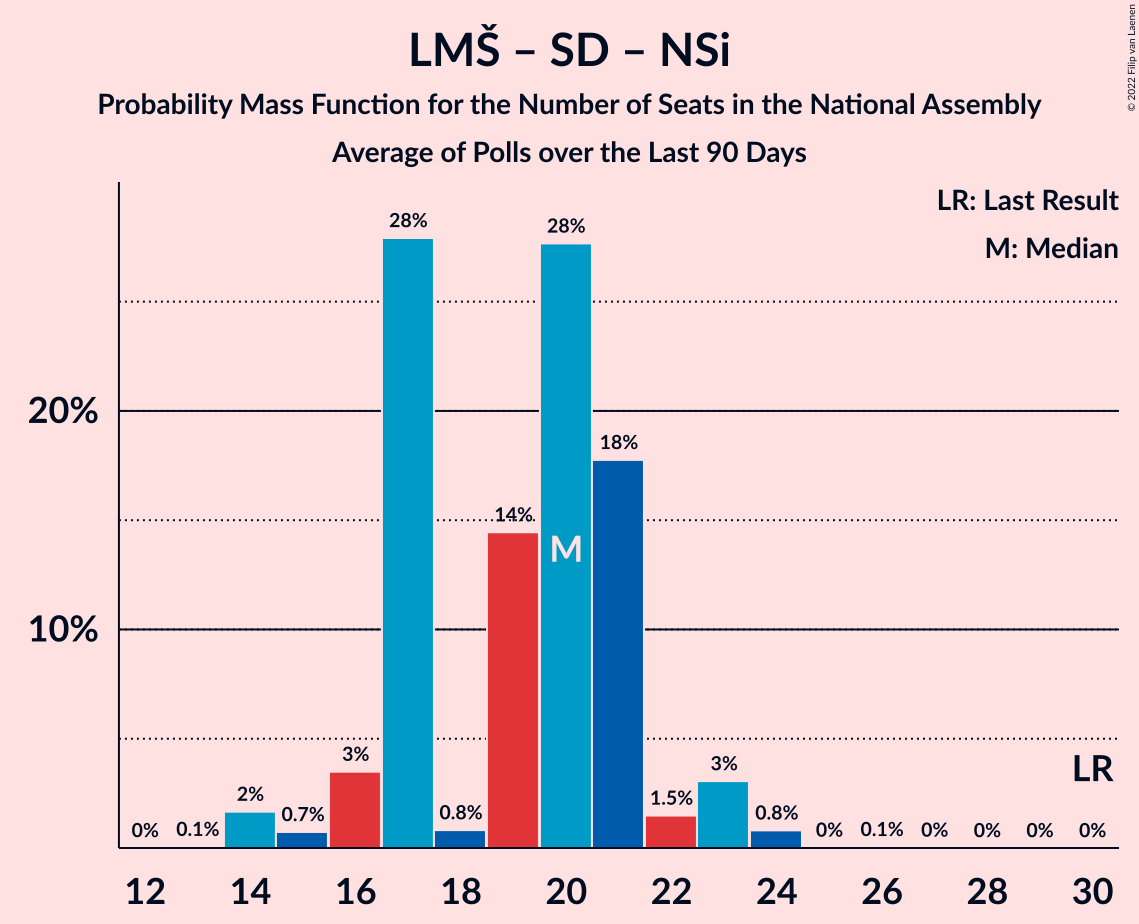 LMŠ – SD – NSi
Probability Mass Function for the Number of Seats in the National Assembly
Average of Polls over the Last 90 Days
© 2022 Filip van Laenen
LR: Last Result
M: Median
20%
10%
0%
0.1%
2%
0.7%
3%
28%
0.8%
14%
28%
M
18%
1.5%
3%
0.8%
0%
0.1%
0%
0%
0%
0%
LR
12 14 16 18 20 22 24 26 28 30